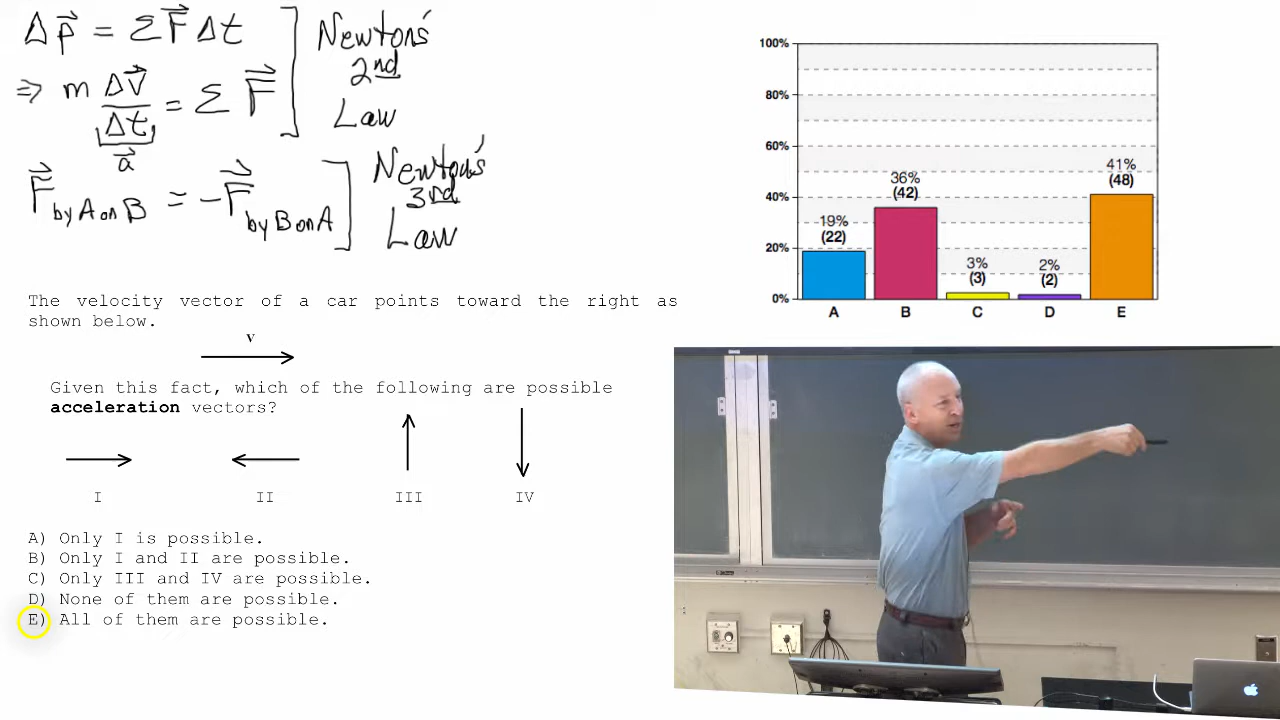 Δp⃗ = ΣF⃗ Δt
Newtons'
2nd
Law
⇒ m Δv⃗/Δt = Σ F⃗
a⃗
F⃗ by A on B = -F⃗ by B on A
Newtons'
3rd
Law
The velocity vector of a car points toward the right as
shown below.
v
Given this fact, which of the following are possible
acceleration vectors?
I II III IV
A) Only I is possible.
B) Only I and II are possible.
C) Only III and IV are possible.
D) None of them are possible.
E) All of them are possible.
100%
80%
60%
40%
20%
0%
19%
(22)
36%
(42)
3%
(3)
2%
(2)
41%
(48)
A B C D E